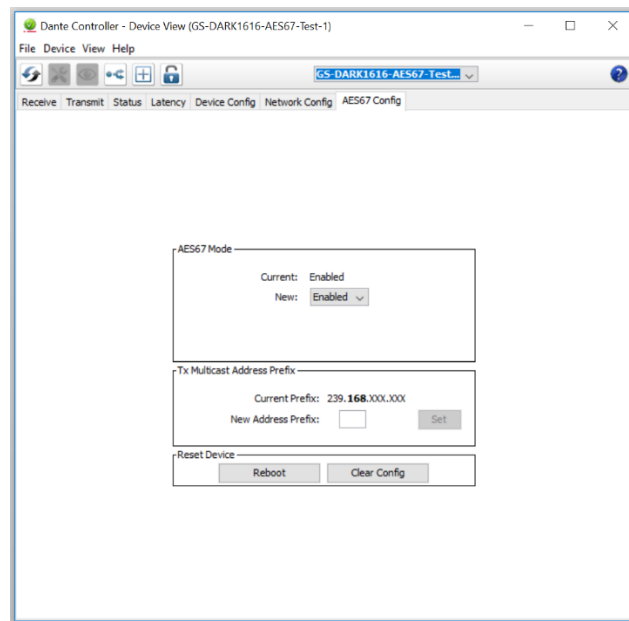 Dante Controller - Device View (GS-DARK1616-AES67-Test-1)
File Device View Help
GS-DARK1616-AES67-Test...
Receive Transmit Status Latency Device Config Network Config AES67 Config
AES67 Mode
Current: Enabled
New: Enabled
Tx Multicast Address Prefix
Current Prefix: 239.168.XXX.XXX
New Address Prefix: Set
Reset Device
Reboot Clear Config